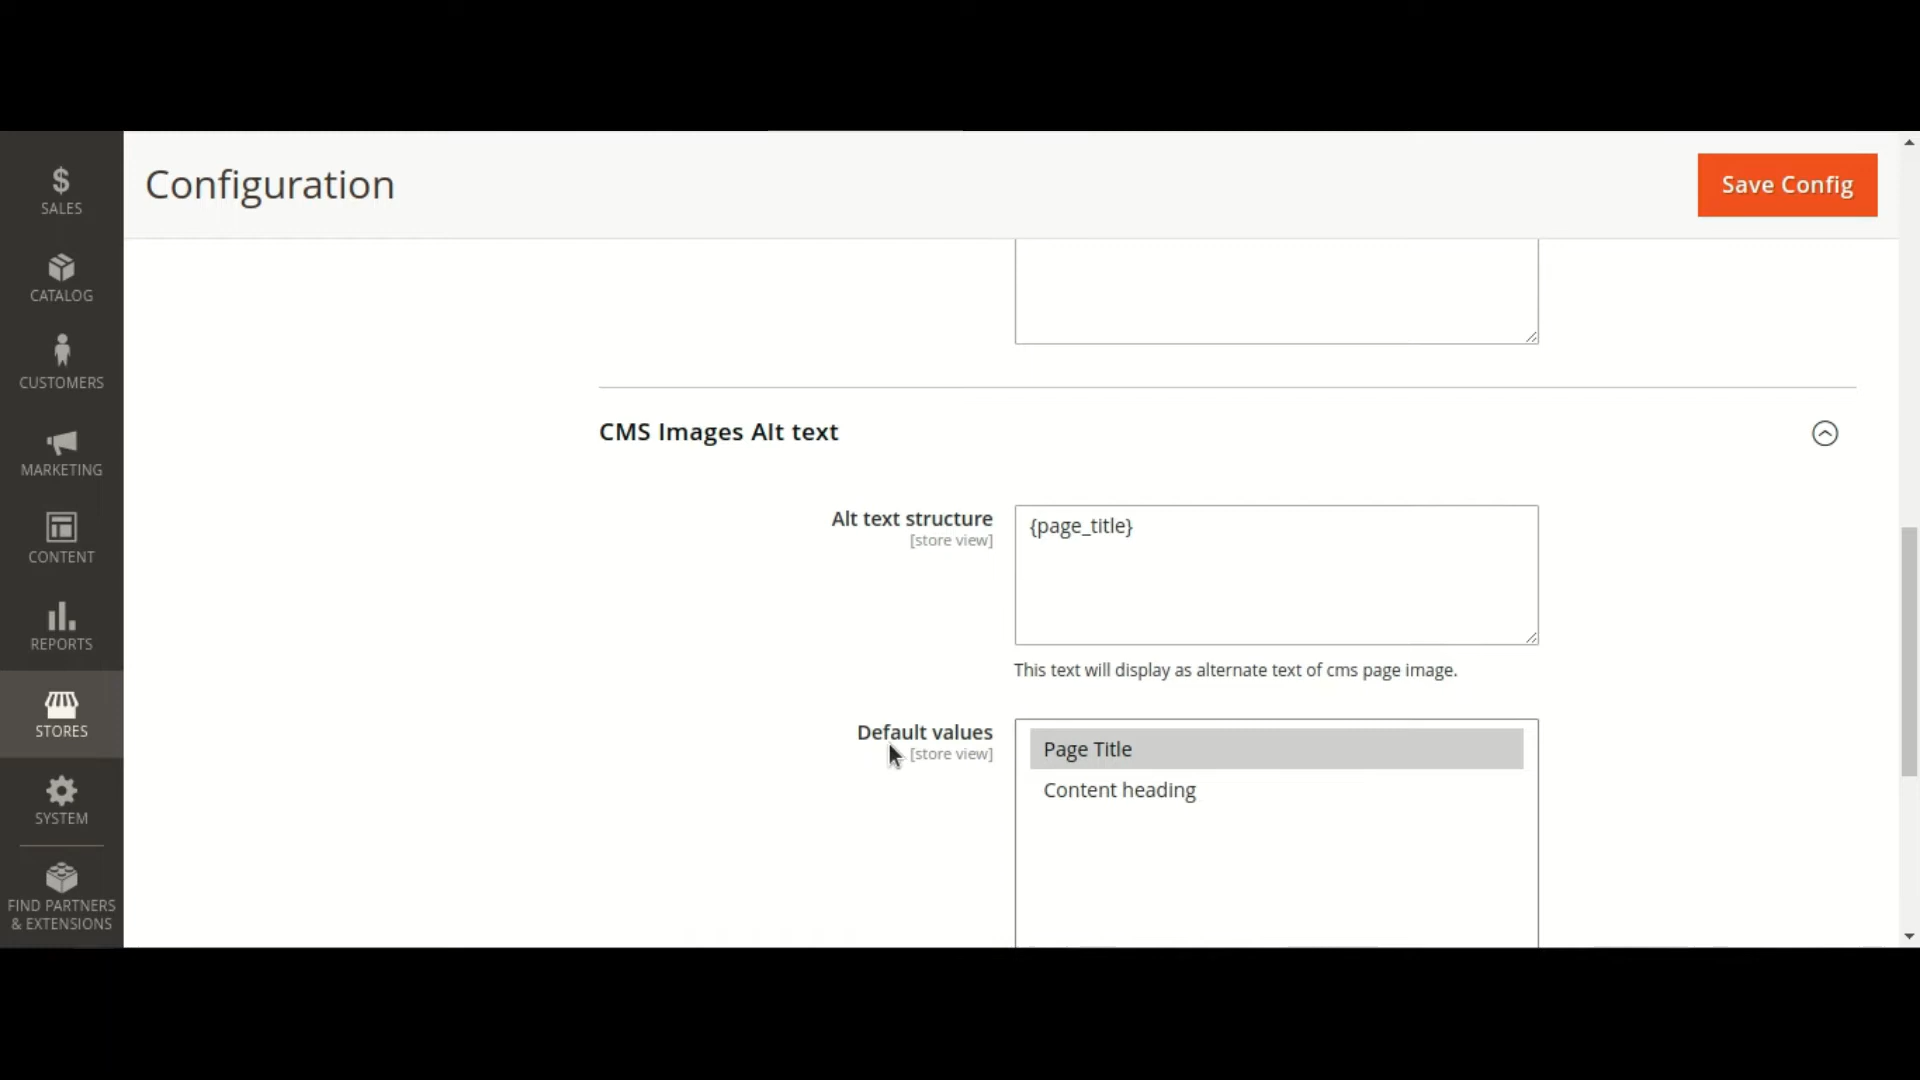 Configuration
Save Config
SALES
CATALOG
CUSTOMERS
MARKETING
CONTENT
REPORTS
STORES
SYSTEM
FIND PARTNERS
& EXTENSIONS
CMS Images Alt text
Alt text structure
[store view]
{page_title}
This text will display as alternate text of cms page image.
Default values
[store view]
Page Title
Content heading